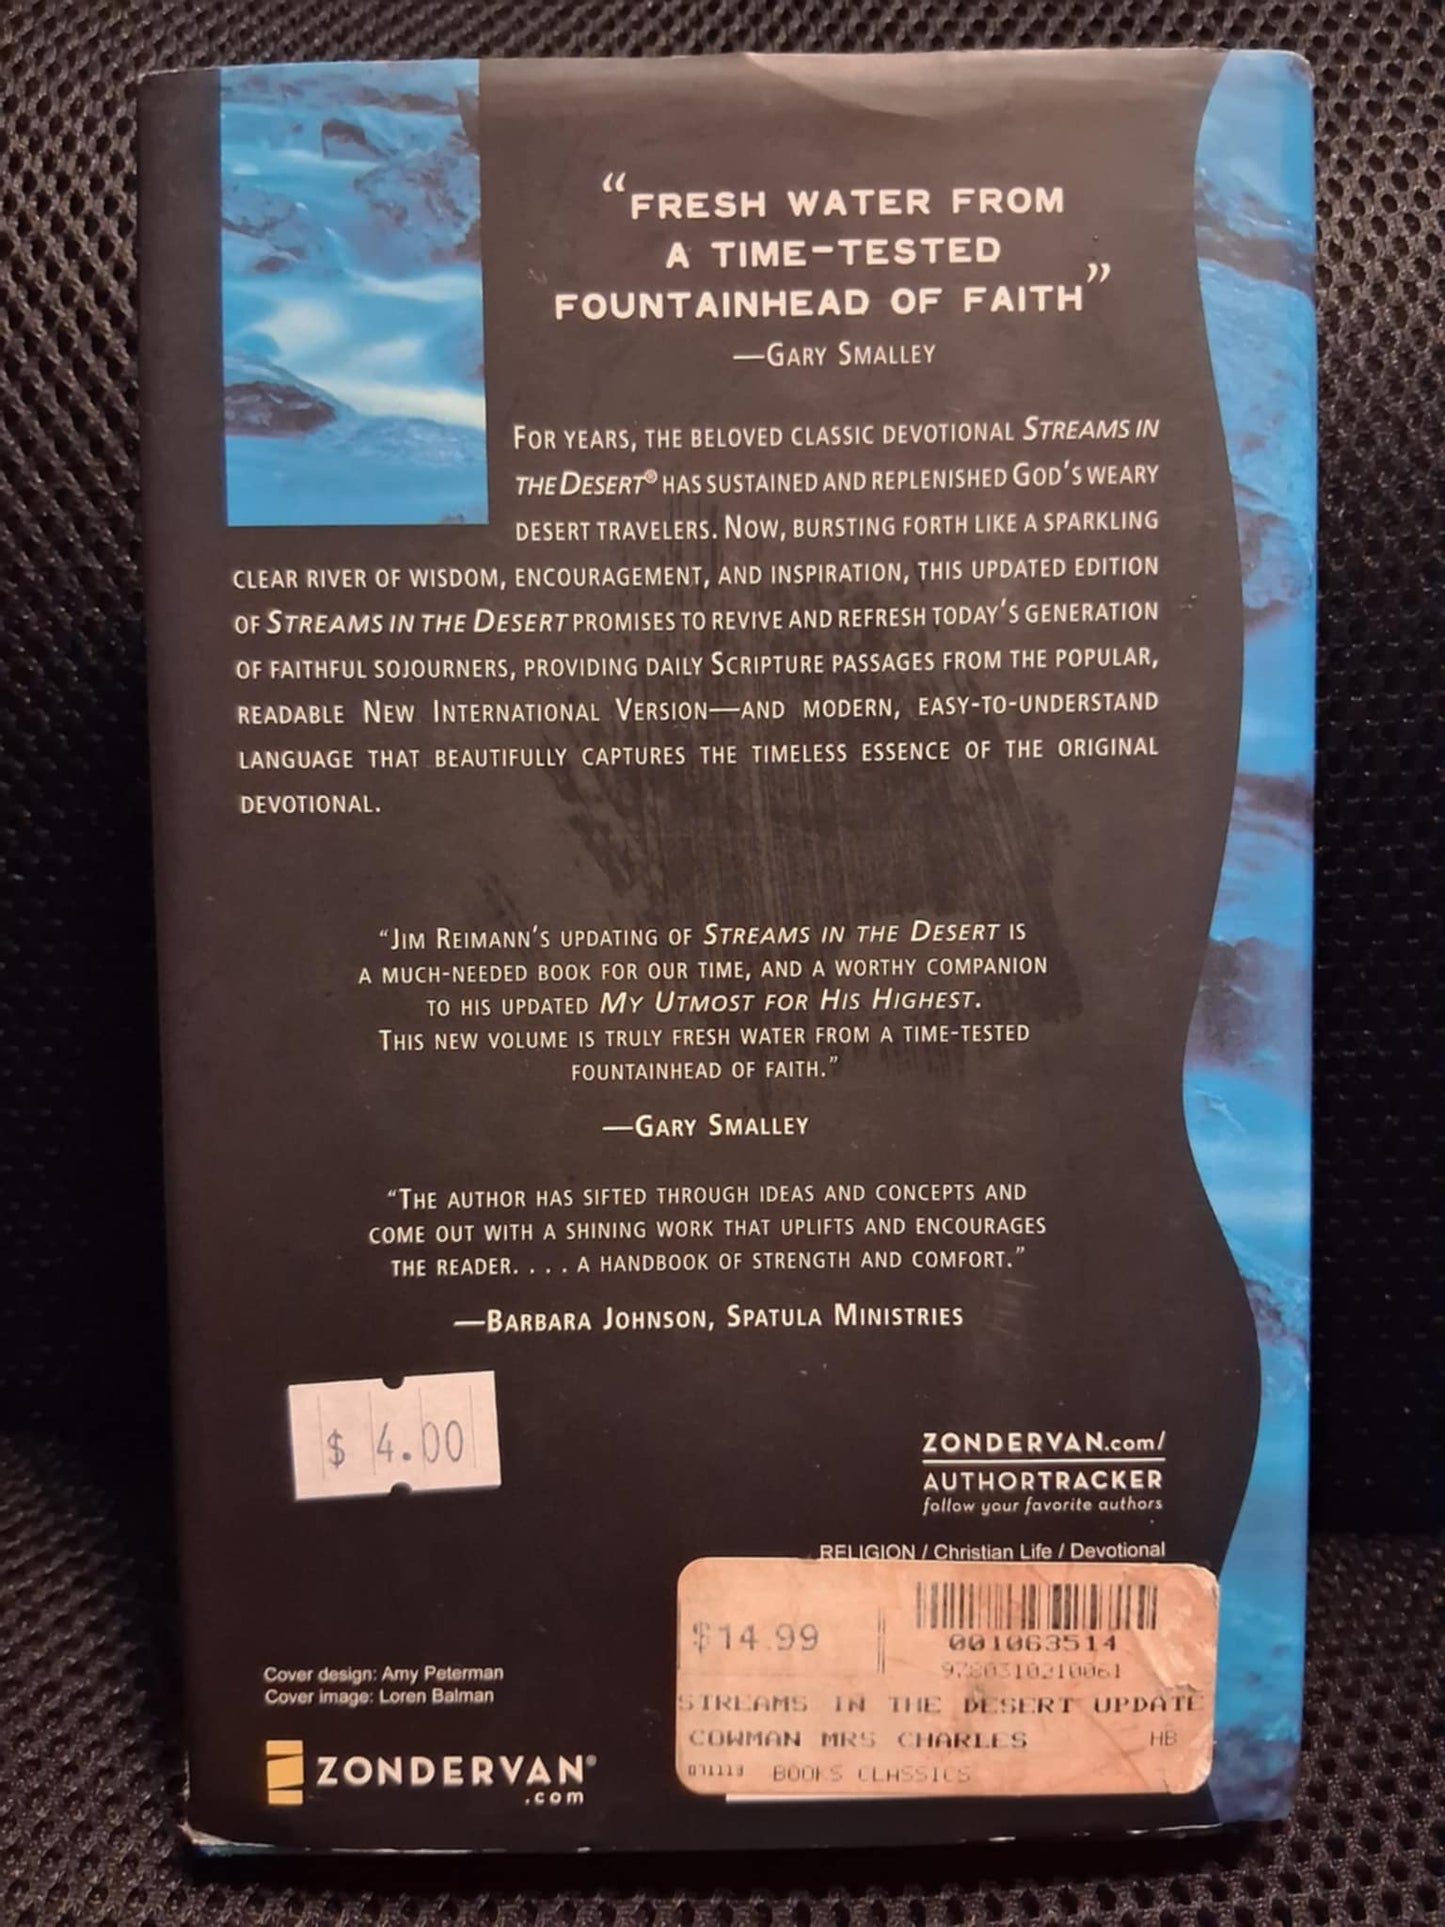 “FRESH WATER FROM
A TIME-TESTED
FOUNTAINHEAD OF FAITH”
—GARY SMALLEY
FOR YEARS, THE BELOVED CLASSIC DEVOTIONAL STREAMS IN
THE DESERT® HAS SUSTAINED AND REPLENISHED GOD'S WEARY
DESERT TRAVELERS. NOW, BURSTING FORTH LIKE A SPARKLING
CLEAR RIVER OF WISDOM, ENCOURAGEMENT, AND INSPIRATION, THIS UPDATED EDITION
OF STREAMS IN THE DESERT PROMISES TO REVIVE AND REFRESH TODAY'S GENERATION
OF FAITHFUL SOJOURNERS, PROVIDING DAILY SCRIPTURE PASSAGES FROM THE POPULAR,
READABLE NEW INTERNATIONAL VERSION—AND MODERN, EASY-TO-UNDERSTAND
LANGUAGE THAT BEAUTIFULLY CAPTURES THE TIMELESS ESSENCE OF THE ORIGINAL
DEVOTIONAL.
“JIM REIMANN'S UPDATING OF STREAMS IN THE DESERT IS
A MUCH-NEEDED BOOK FOR OUR TIME, AND A WORTHY COMPANION
TO HIS UPDATED MY UTMOST FOR HIS HIGHEST.
THIS NEW VOLUME IS TRULY FRESH WATER FROM A TIME-TESTED
FOUNTAINHEAD OF FAITH.”
—GARY SMALLEY
“THE AUTHOR HAS SIFTED THROUGH IDEAS AND CONCEPTS AND
COME OUT WITH A SHINING WORK THAT UPLIFTS AND ENCOURAGES
THE READER. . . . A HANDBOOK OF STRENGTH AND COMFORT.”
—BARBARA JOHNSON, SPATULA MINISTRIES
$ 4.00
ZONDERVAN.com/
AUTHORTRACKER
follow your favorite authors
RELIGION / Christian Life / Devotional
$14.99
001063514
9780310210061
STREAMS IN THE DESERT UPDATE
COWMAN MRS CHARLES HB
071113 BOOKS CLASSICS
Cover design: Amy Peterman
Cover image: Loren Balman
ZONDERVAN®
.com